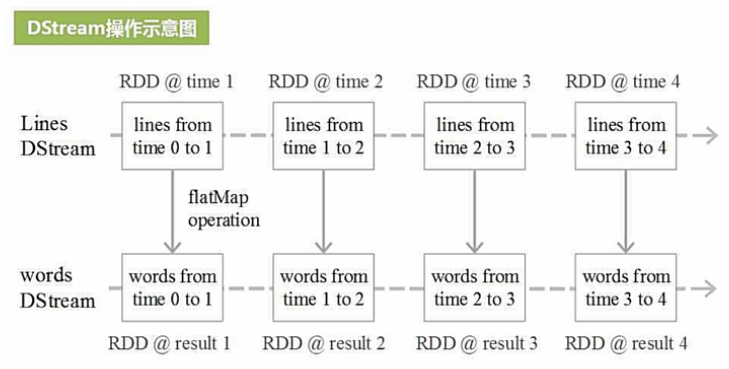 DStream操作示意图
RDD @ time 1 RDD @ time 2 RDD @ time 3 RDD @ time 4
Lines
DStream
lines from
time 0 to 1
lines from
time 1 to 2
lines from
time 2 to 3
lines from
time 3 to 4
flatMap
operation
words
DStream
words from
time 0 to 1
words from
time 1 to 2
words from
time 2 to 3
words from
time 3 to 4
RDD @ result 1 RDD @ result 2 RDD @ result 3 RDD @ result 4